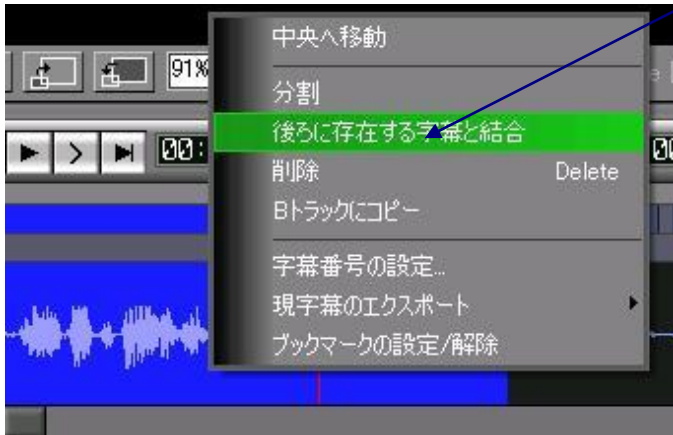 中央へ移動
91%
分割
後ろに存在する字幕と結合
00:
削除 Delete
Bトラックにコピー
字幕番号の設定...
現字幕のエクスポート
ブックマークの設定/解除